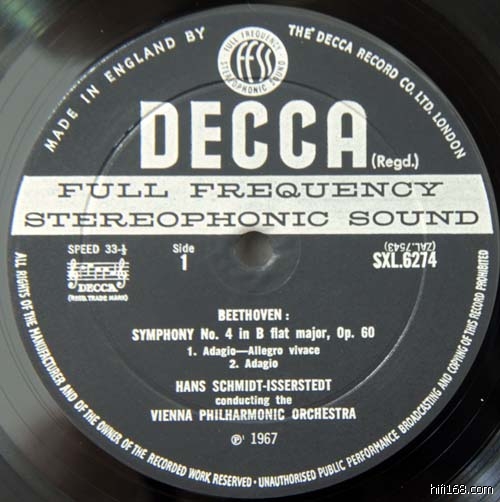 MADE IN ENGLAND BY
THE DECCA RECORD CO. LTD. LONDON
FULL FREQUENCY
ffss
STEREOPHONIC SOUND
DECCA (Regd.)
FULL FREQUENCY
STEREOPHONIC SOUND
SPEED 33-⅓
Side
1
(ZAL.7543)
SXL.6274
DECCA
(REGD. TRADE MARK)
BEETHOVEN :
SYMPHONY No. 4 in B flat major, Op. 60
1. Adagio—Allegro vivace
2. Adagio
HANS SCHMIDT-ISSERSTEDT
conducting the
VIENNA PHILHARMONIC ORCHESTRA
℗ 1967
ALL RIGHTS OF THE MANUFACTURER AND OF THE OWNER OF THE RECORDED WORK RESERVED · UNAUTHORISED PUBLIC PERFORMANCE BROADCASTING AND COPYING OF THIS RECORD PROHIBITED
hifi168.com